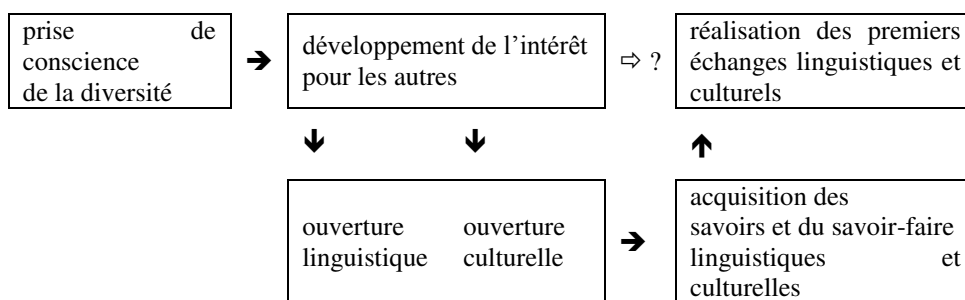 prise de
conscience
de la diversité
➔
développement de l’intérêt
pour les autres
⇨ ?
réalisation des premiers
échanges linguistiques et
culturels
ouverture
linguistique
ouverture
culturelle
➔
acquisition des
savoirs et du savoir-faire
linguistiques et
culturelles